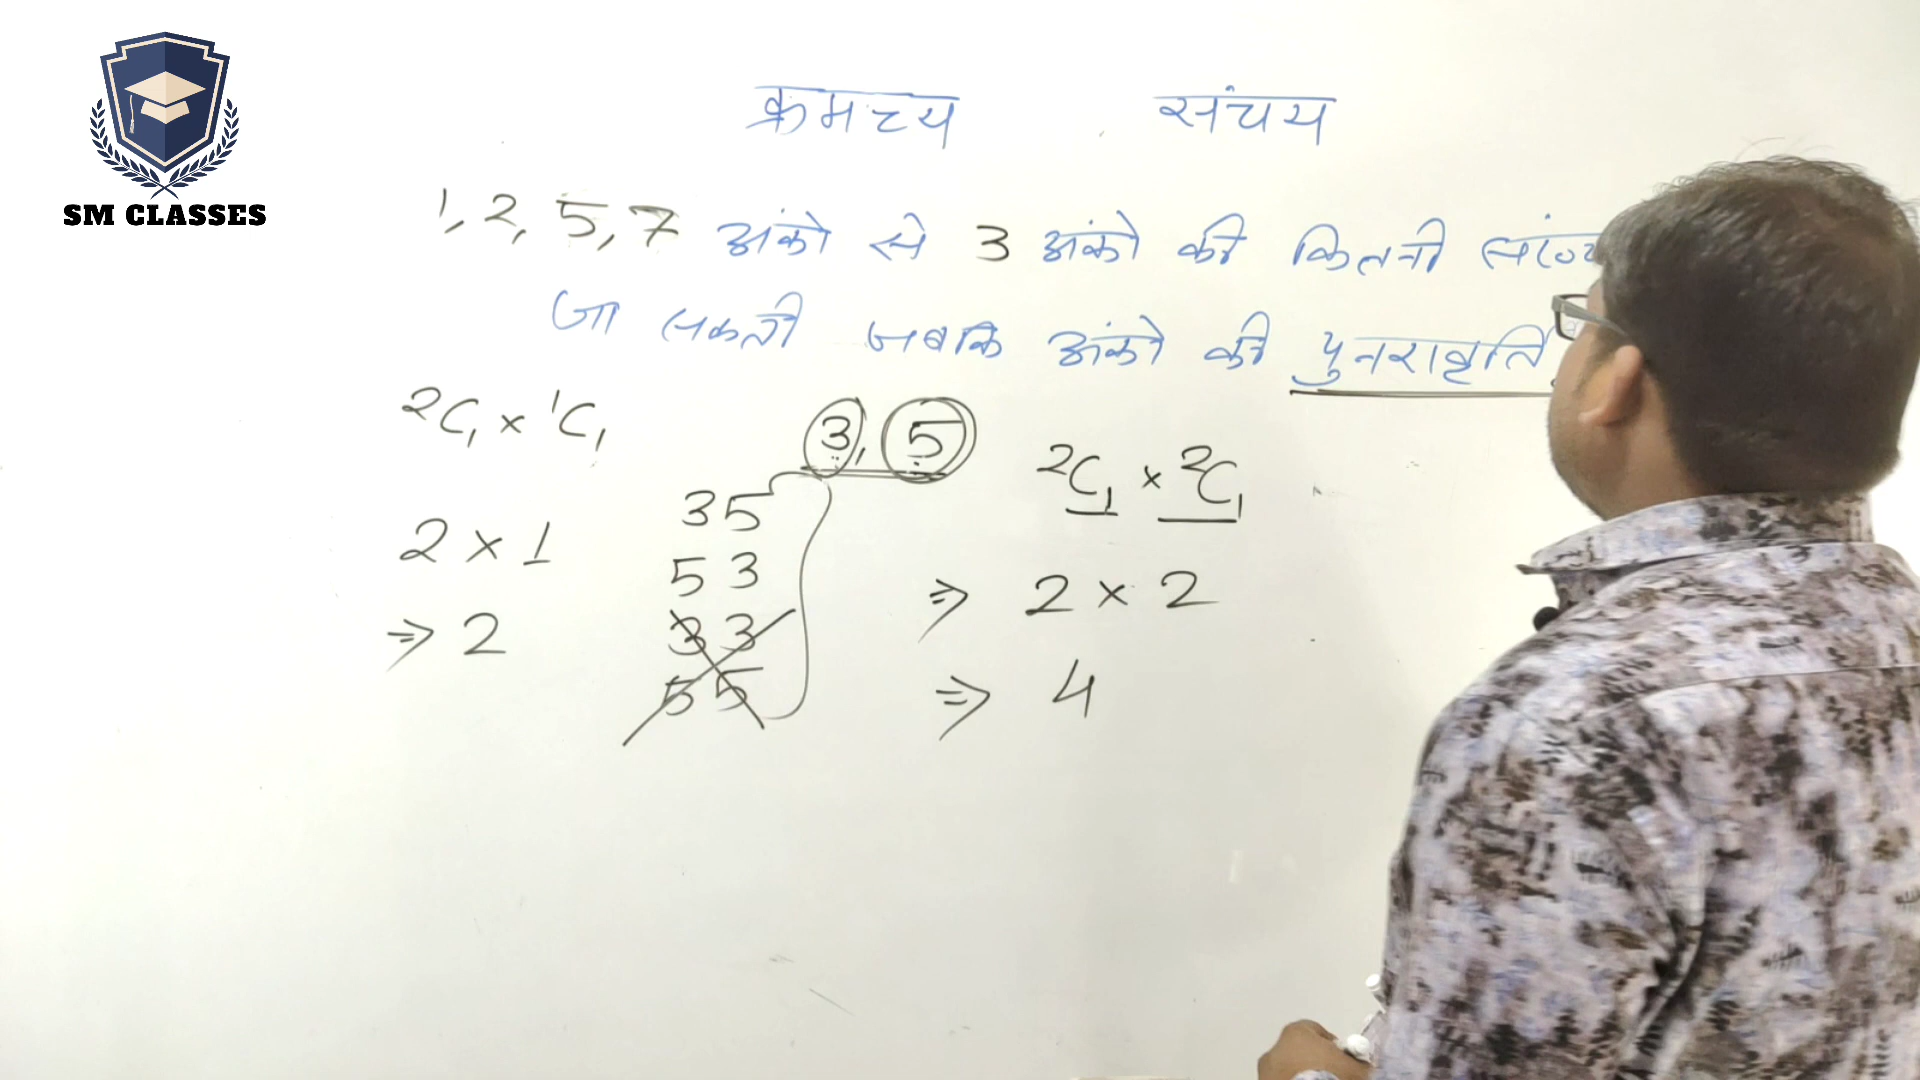 SM CLASSES
क्रमचय संचय
1, 2, 5, 7 अंको से 3 अंको की कितनी
जा सकती जबकि अंको की पुनरावृति
²C₁ × ¹C₁
2 × 1
⇒ 2
3, 5
35
53
33
55
²C₁ × ²C₁
⇒ 2 × 2
⇒ 4